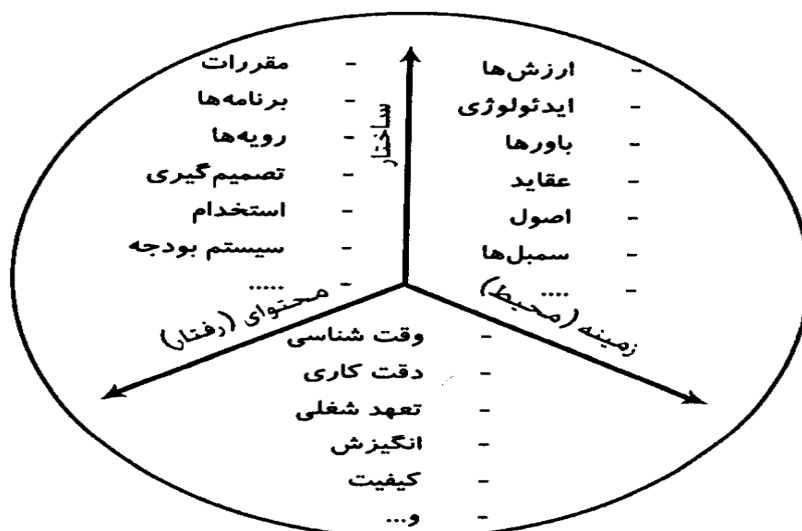 - ارزش‌ها
- ایدئولوژی
- باورها
- عقاید
- اصول
- سمبل‌ها
- ....
ساختار
- مقررات
- برنامه‌ها
- رویه‌ها
- تصمیم‌گیری
- استخدام
- سیستم بودجه
- .....
زمینه (محیط)
محتوای (رفتار)
- وقت شناسی
- دقت کاری
- تعهد شغلی
- انگیزش
- کیفیت
- و...